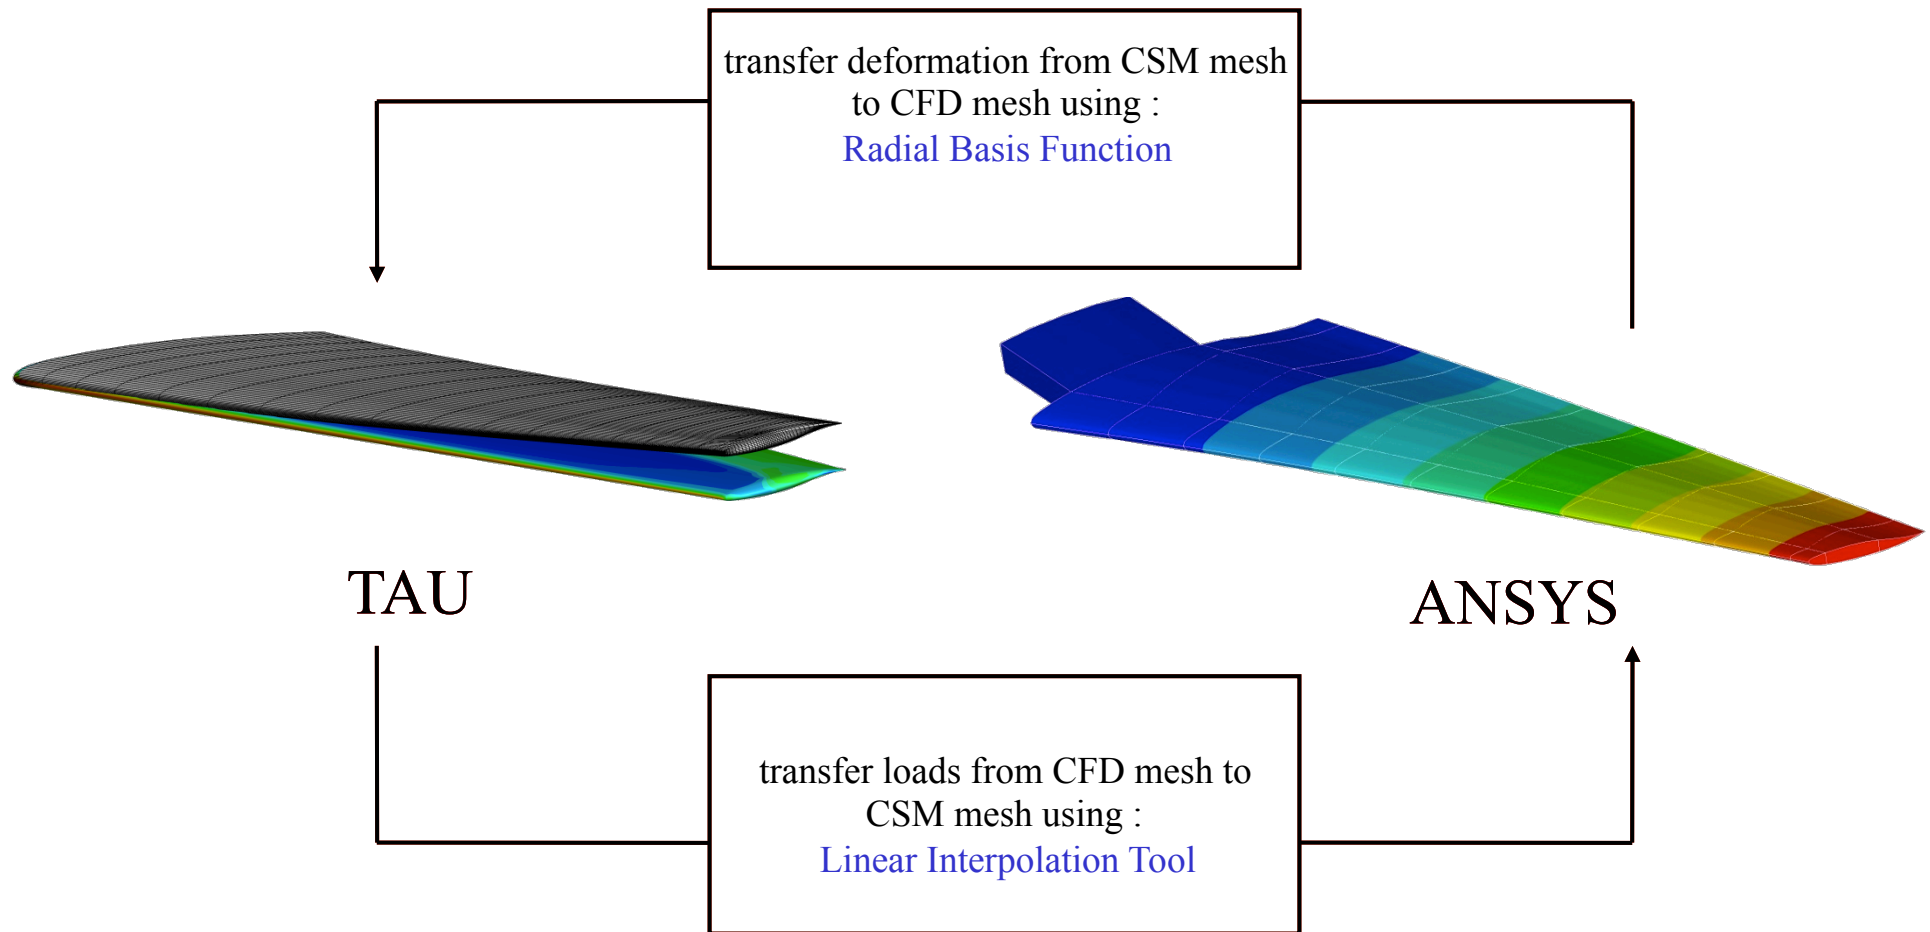 transfer deformation from CSM mesh
to CFD mesh using :
Radial Basis Function
TAU
ANSYS
transfer loads from CFD mesh to
CSM mesh using :
Linear Interpolation Tool